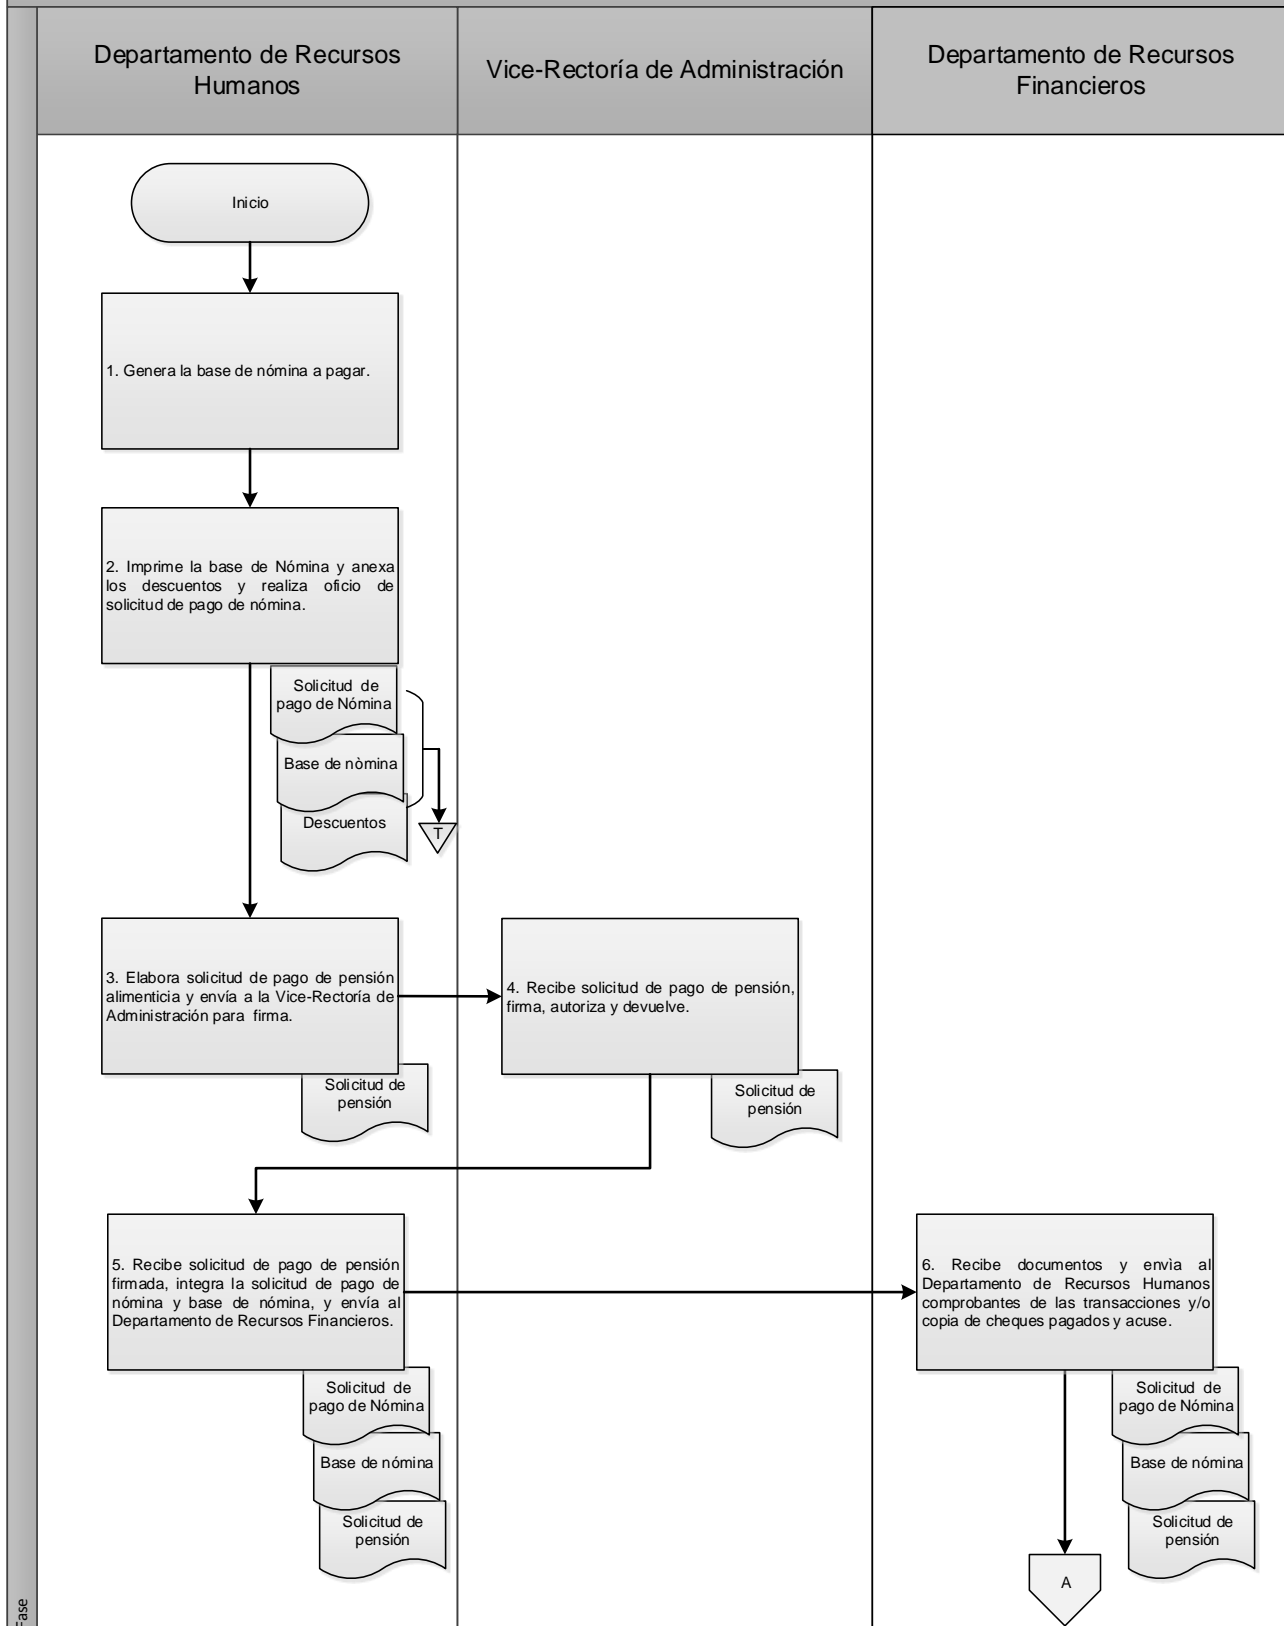 Departamento de Recursos
Humanos
Vice-Rectoría de Administración
Departamento de Recursos
Financieros
Inicio
1. Genera la base de nómina a pagar.
2. Imprime la base de Nómina y anexa
los descuentos y realiza oficio de
solicitud de pago de nómina.
Solicitud de
pago de Nómina
Base de nòmina
Descuentos
T
3. Elabora solicitud de pago de pensión
alimenticia y envía a la Vice-Rectoría de
Administración para firma.
Solicitud de
pensión
4. Recibe solicitud de pago de pensión,
firma, autoriza y devuelve.
Solicitud de
pensión
5. Recibe solicitud de pago de pensión
firmada, integra la solicitud de pago de
nómina y base de nómina, y envía al
Departamento de Recursos Financieros.
Solicitud de
pago de Nómina
Base de nómina
Solicitud de
pensión
6. Recibe documentos y envìa al
Departamento de Recursos Humanos
comprobantes de las transacciones y/o
copia de cheques pagados y acuse.
Solicitud de
pago de Nómina
Base de nómina
Solicitud de
pensión
A
Fase